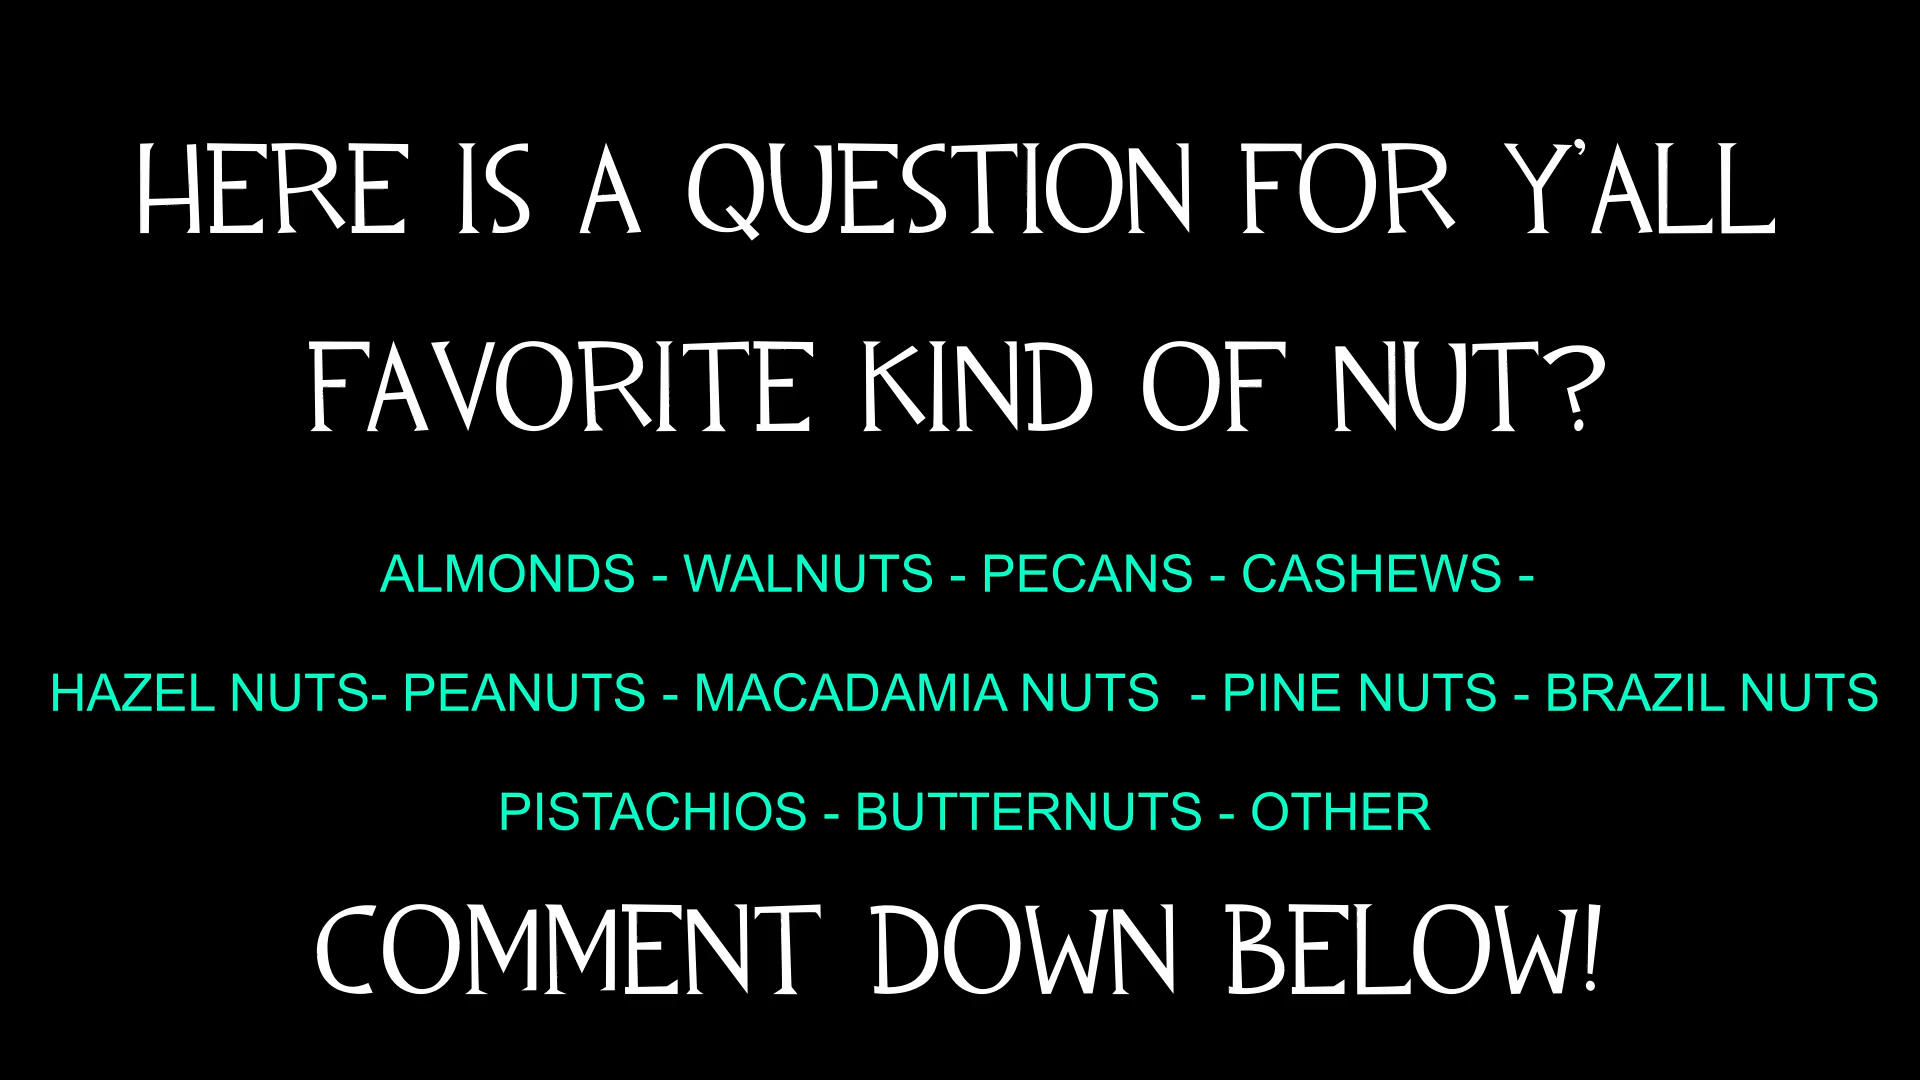 HERE IS A QUESTION FOR Y'ALL
FAVORITE KIND OF NUT?
ALMONDS - WALNUTS - PECANS - CASHEWS -
HAZEL NUTS- PEANUTS - MACADAMIA NUTS  - PINE NUTS - BRAZIL NUTS
PISTACHIOS - BUTTERNUTS - OTHER
COMMENT DOWN BELOW!